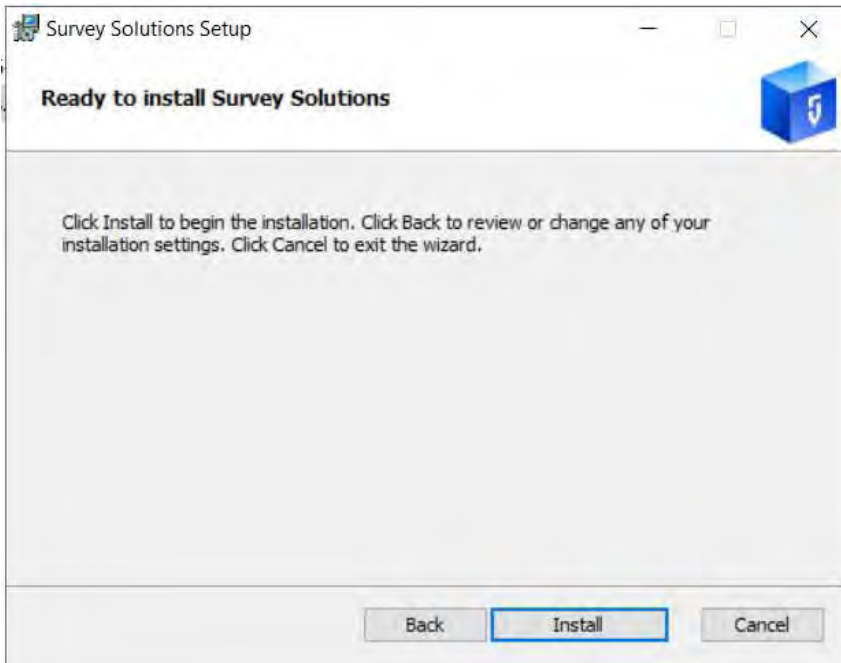 Survey Solutions Setup
Ready to install Survey Solutions
Click Install to begin the installation. Click Back to review or change any of your
installation settings. Click Cancel to exit the wizard.
Back Install Cancel